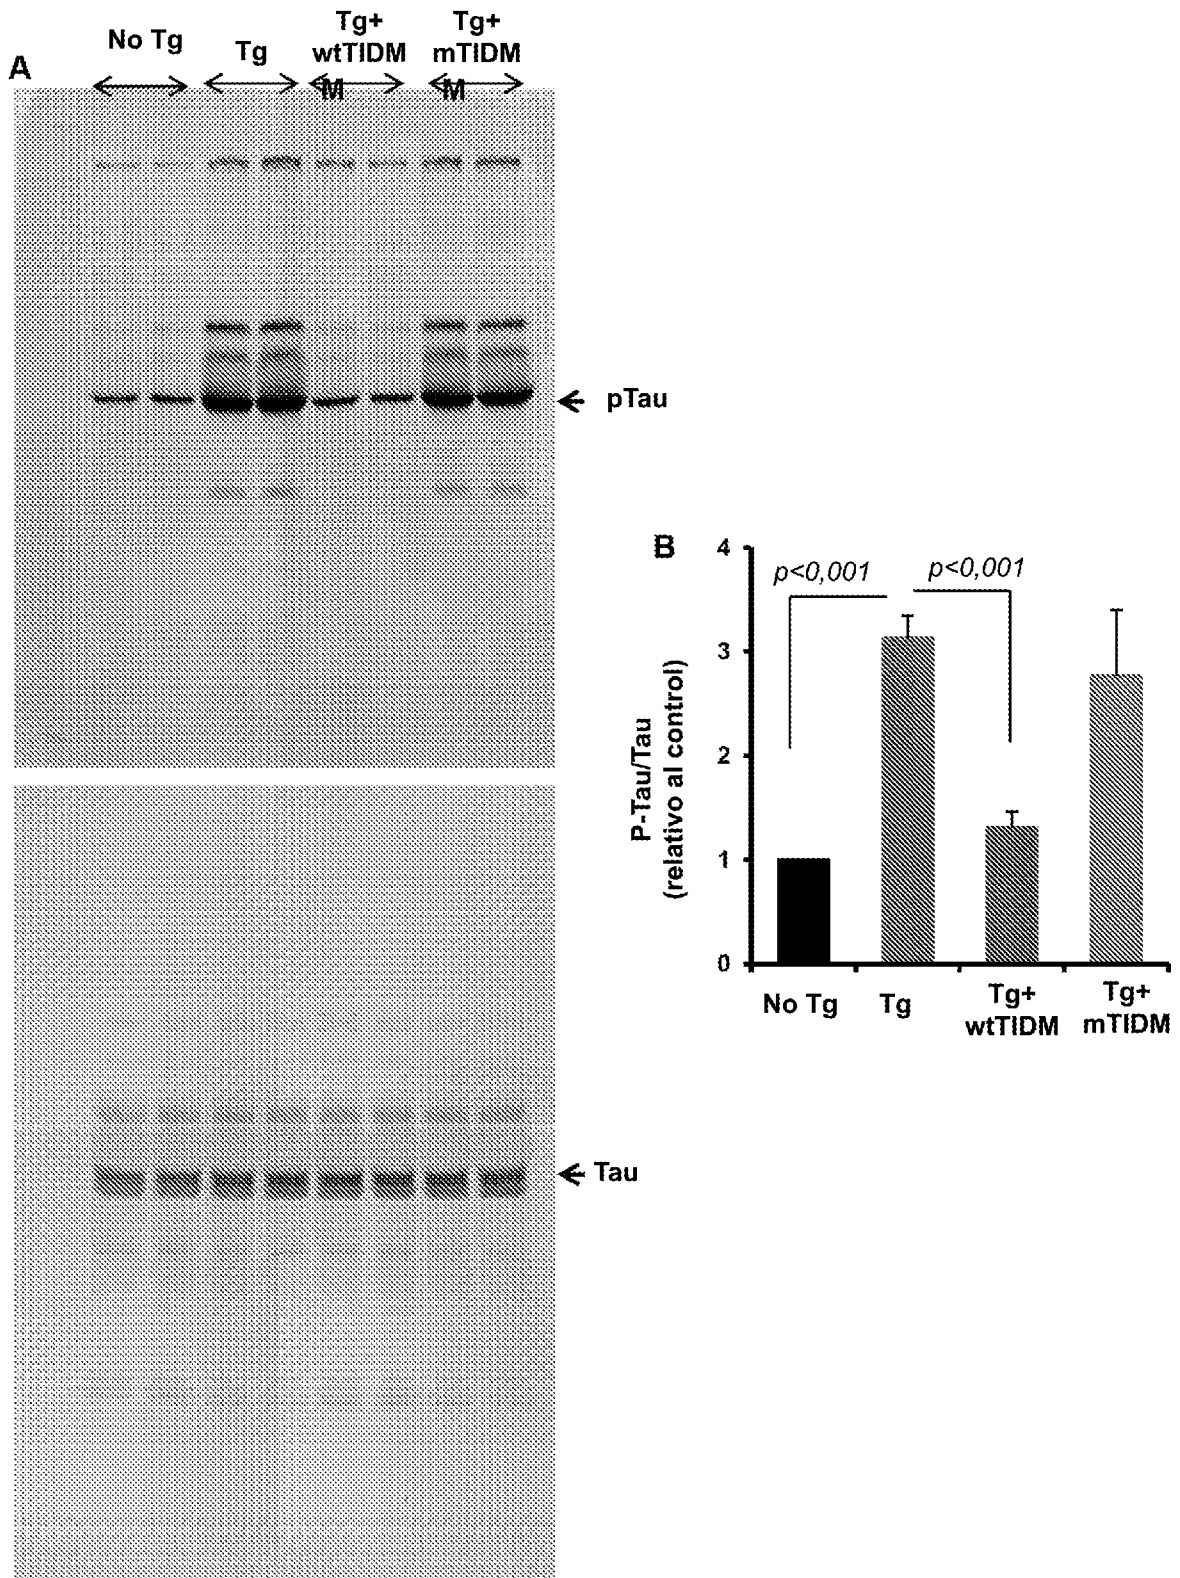 A
No Tg
Tg
Tg+
wtTIDM
M
Tg+
mTIDM
M
pTau
Tau
B
P-Tau/Tau
(relativo al control)
4
3
2
1
0
p<0,001
p<0,001
No Tg
Tg
Tg+
wtTIDM
Tg+
mTIDM